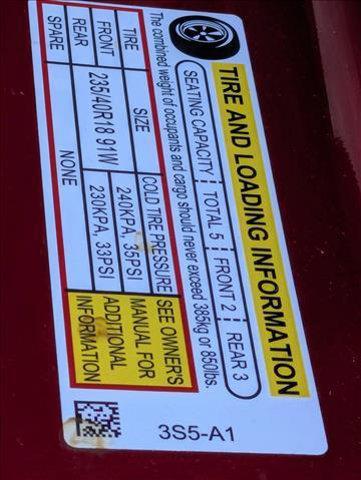 TIRE AND LOADING INFORMATION
SEATING CAPACITY TOTAL 5 FRONT 2 REAR 3
The combined weight of occupants and cargo should never exceed 385kg or 850lbs.
TIRE SIZE COLD TIRE PRESSURE
FRONT 235/40R18 91W 240KPA, 35PSI
REAR 230KPA, 33PSI
SPARE NONE
SEE OWNER'S
MANUAL FOR
ADDITIONAL
INFORMATION
3S5-A1